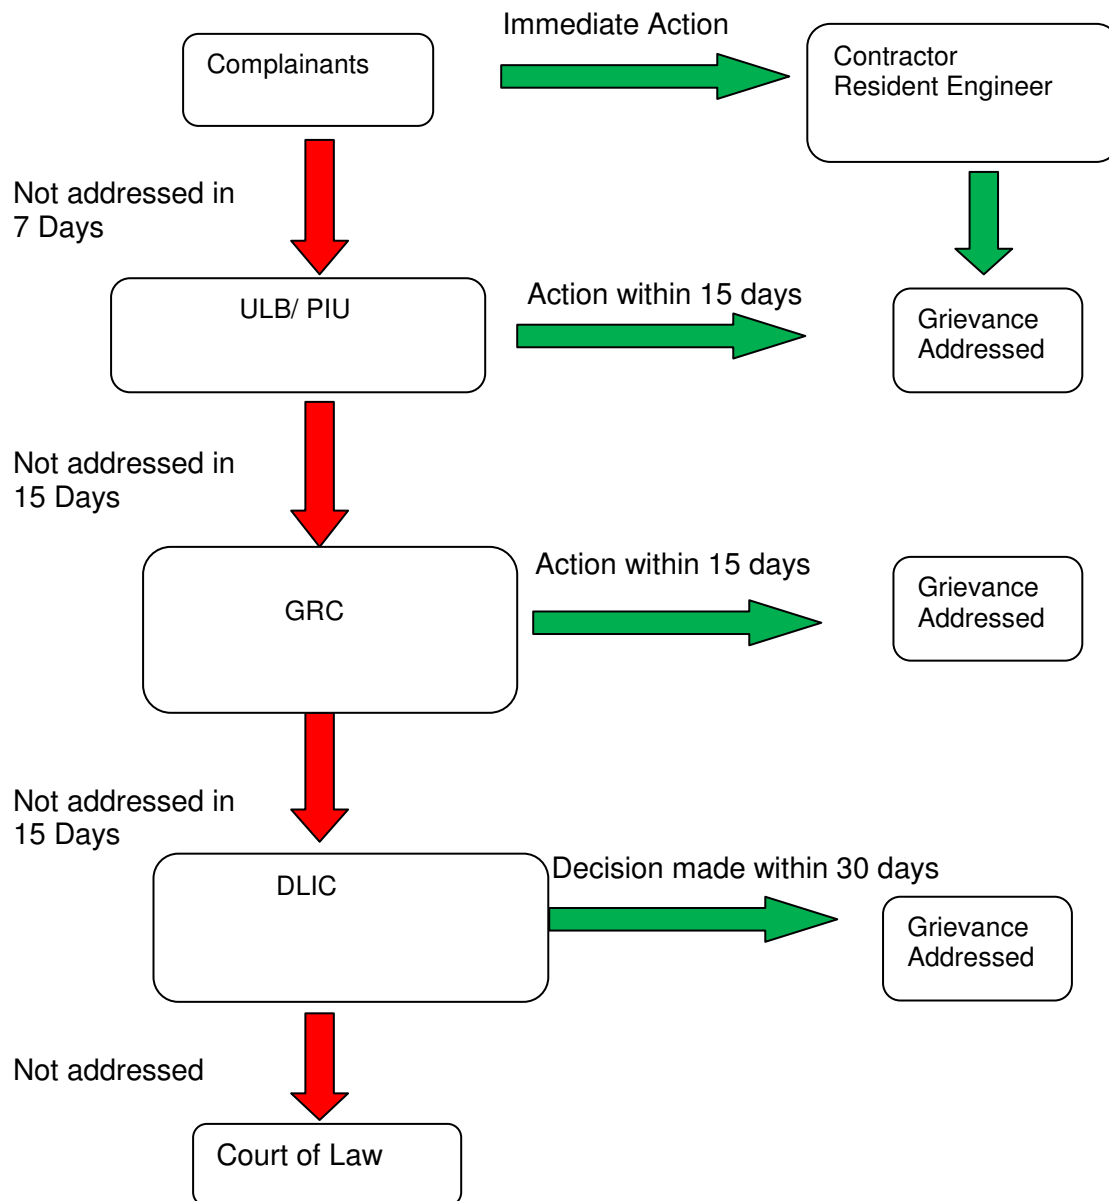 Immediate Action
Complainants
Contractor
Resident Engineer
Not addressed in
7 Days
ULB/ PIU
Action within 15 days
Grievance
Addressed
Not addressed in
15 Days
GRC
Action within 15 days
Grievance
Addressed
Not addressed in
15 Days
DLIC
Decision made within 30 days
Grievance
Addressed
Not addressed
Court of Law